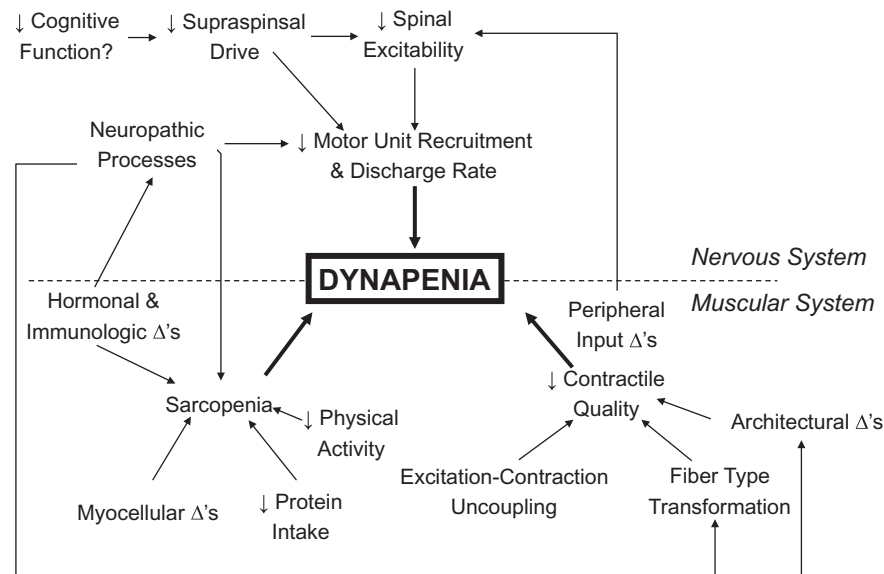 ↓ Cognitive
Function?
↓ Supraspinsal
Drive
↓ Spinal
Excitability
Neuropathic
Processes
↓ Motor Unit Recruitment
& Discharge Rate
DYNAPENIA
Nervous System
Muscular System
Hormonal &
Immunologic Δ's
Peripheral
Input Δ's
Sarcopenia
↓ Physical
Activity
↓ Contractile
Quality
Architectural Δ's
Myocellular Δ's
↓ Protein
Intake
Excitation-Contraction
Uncoupling
Fiber Type
Transformation